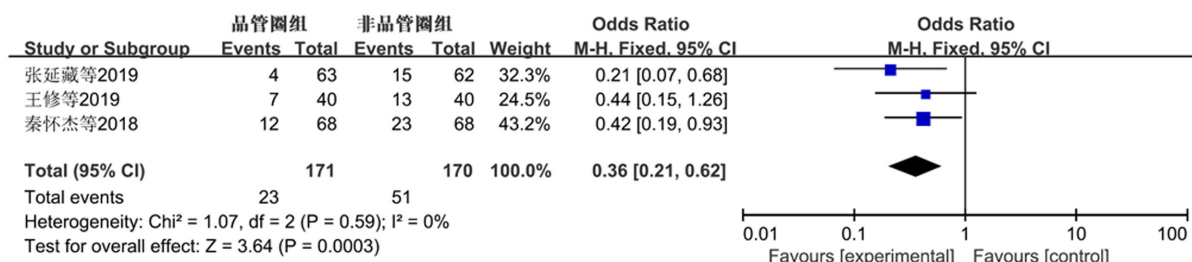 品管圈组 非品管圈组 Odds Ratio Odds Ratio
Study or Subgroup Events Total Events Total Weight M-H, Fixed, 95% CI M-H, Fixed, 95% CI
张延藏等2019 4 63 15 62 32.3% 0.21 [0.07, 0.68]
王修等2019 7 40 13 40 24.5% 0.44 [0.15, 1.26]
秦怀杰等2018 12 68 23 68 43.2% 0.42 [0.19, 0.93]
Total (95% CI) 171 170 100.0% 0.36 [0.21, 0.62]
Total events 23 51
Heterogeneity: Chi² = 1.07, df = 2 (P = 0.59); I² = 0%
Test for overall effect: Z = 3.64 (P = 0.0003)
0.01 0.1 1 10 100
Favours [experimental] Favours [control]